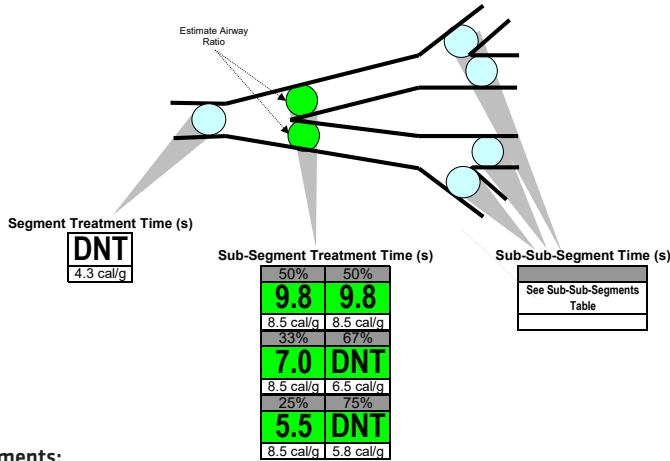 Estimate Airway
Ratio
Segment Treatment Time (s)
DNT
4.3 cal/g
Sub-Segment Treatment Time (s)
50% 50%
9.8 9.8
8.5 cal/g 8.5 cal/g
33% 67%
7.0 DNT
8.5 cal/g 6.5 cal/g
25% 75%
5.5 DNT
8.5 cal/g 5.8 cal/g
Sub-Sub-Segment Time (s)
See Sub-Sub-Segments
Table
ments: